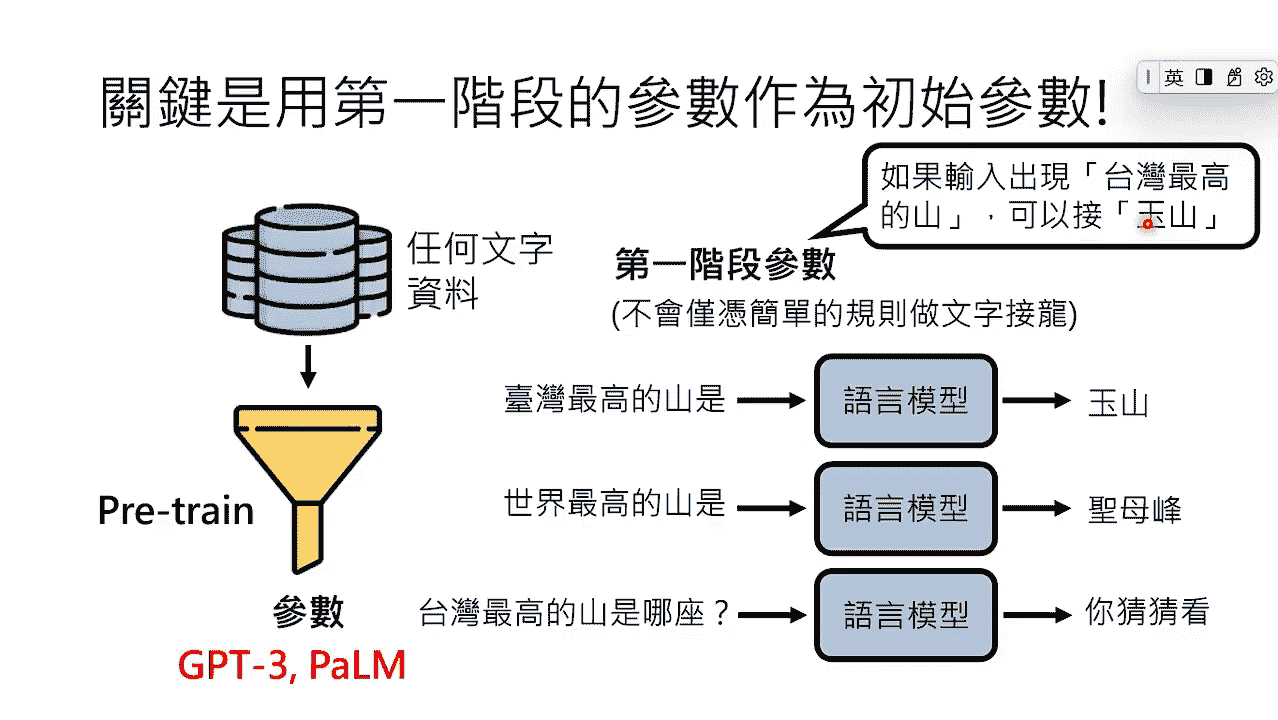 關鍵是用第一階段的參數作為初始參數!
英
如果輸入出現「台灣最高
的山」，可以接「玉山」
任何文字
資料
第一階段參數
(不會僅憑簡單的規則做文字接龍)
臺灣最高的山是
語言模型
玉山
世界最高的山是
語言模型
聖母峰
Pre-train
台灣最高的山是哪座？
語言模型
你猜猜看
參數
GPT-3, PaLM